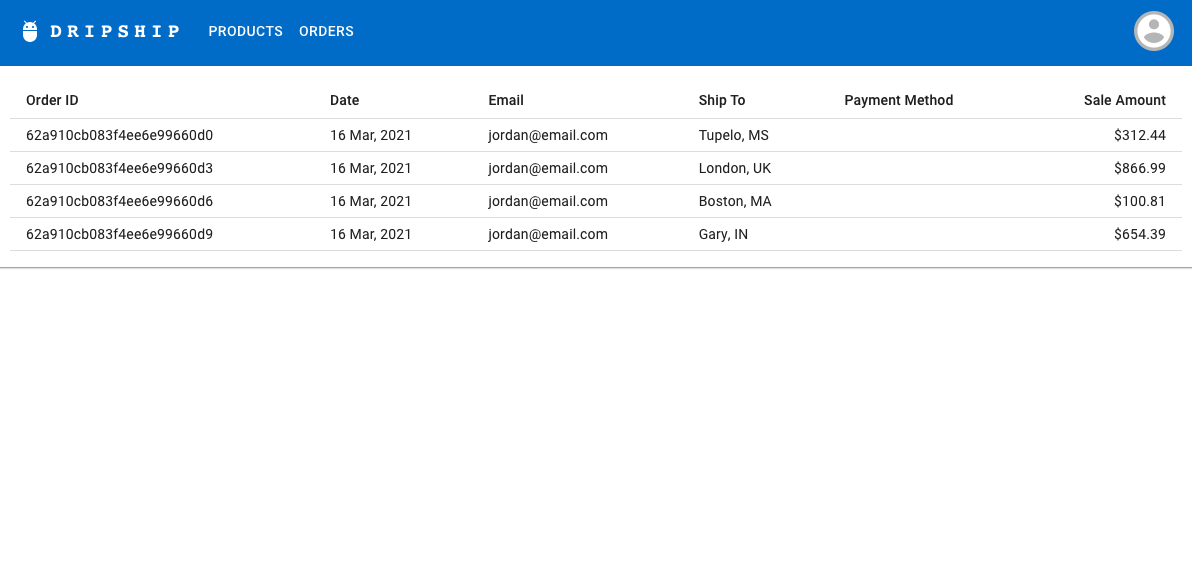 DRIPSHIP PRODUCTS ORDERS
Order ID Date Email Ship To Payment Method Sale Amount
62a910cb083f4ee6e99660d0 16 Mar, 2021 jordan@email.com Tupelo, MS $312.44
62a910cb083f4ee6e99660d3 16 Mar, 2021 jordan@email.com London, UK $866.99
62a910cb083f4ee6e99660d6 16 Mar, 2021 jordan@email.com Boston, MA $100.81
62a910cb083f4ee6e99660d9 16 Mar, 2021 jordan@email.com Gary, IN $654.39